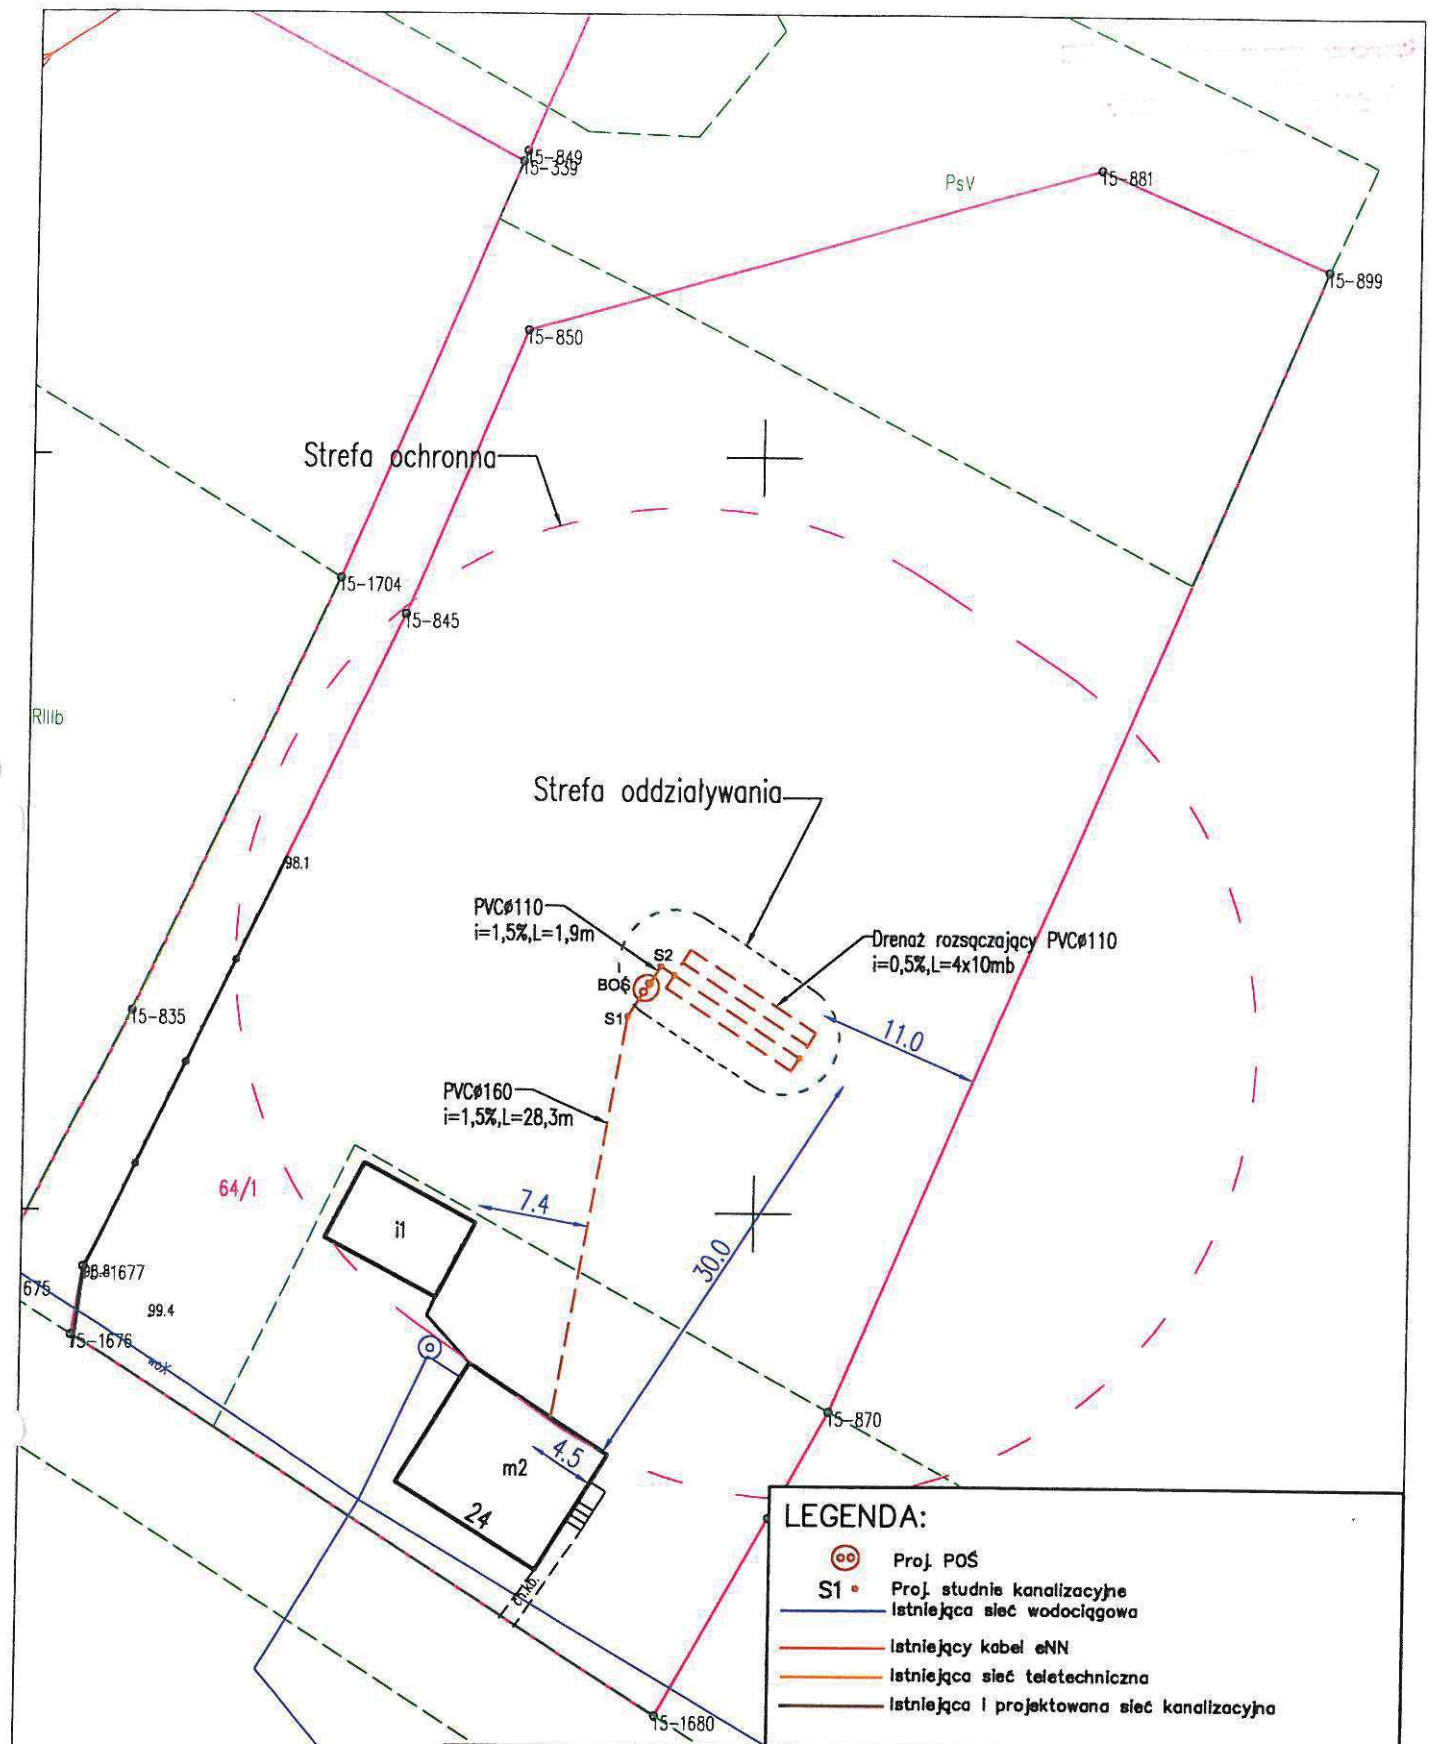 15-849
15-339
PsV
15-881
15-899
15-850
Strefa ochronna
15-1704
15-845
RIIIb
Strefa oddziaływania
98.1
PVCø110
i=1,5%,L=1,9m
Drenaż rozsączający PVCø110
i=0,5%,L=4x10mb
S2
BOŚ
S1
15-835
11.0
PVCø160
i=1,5%,L=28,3m
64/1
7.4
i1
30.0
675
99.4
15-1676
woX
15-870
4.5
m2
24
ch.kb.
15-1680
LEGENDA:
Proj. POŚ
S1 Proj. studnie kanalizacyjne
Istniejąca sieć wodociągowa
Istniejący kabel eNN
Istniejąca sieć teletechniczna
Istniejąca i projektowana sieć kanalizacyjna